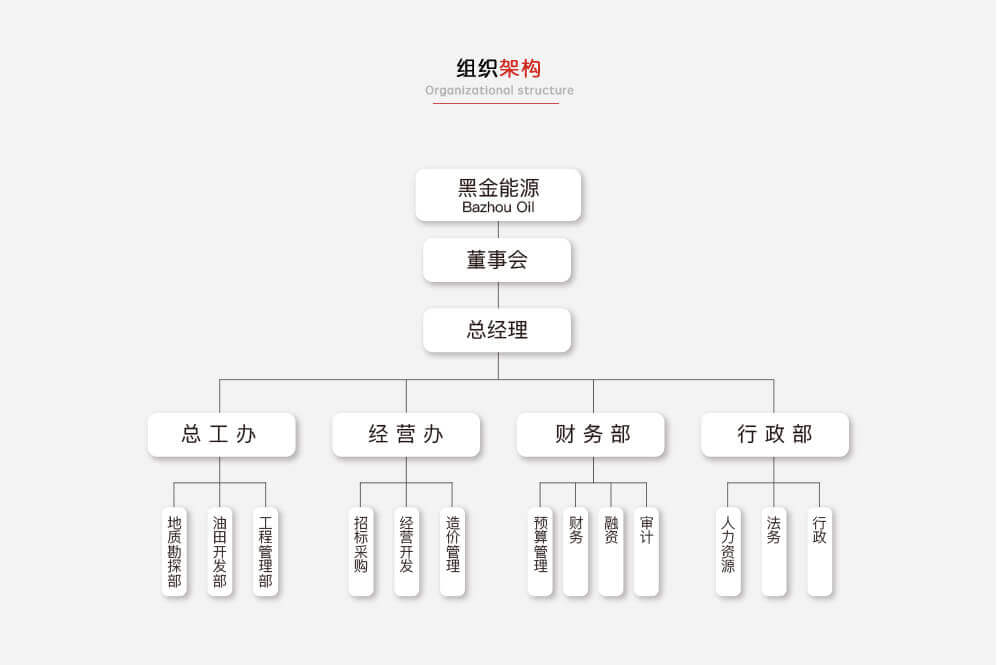 组织架构
Organizational structure
黑金能源
Bazhou Oil
董事会
总经理
总工办
经营办
财务部
行政部
地质勘探部
油田开发部
工程管理部
招标采购
经营开发
造价管理
预算管理
财务
融资
审计
人力资源
法务
行政